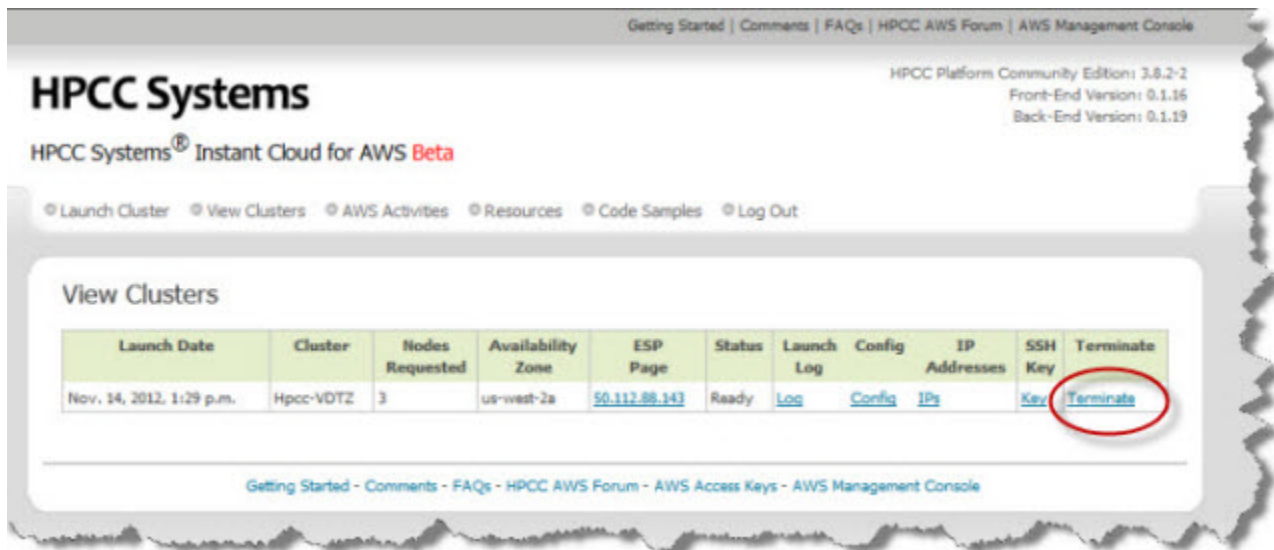 Getting Started | Comments | FAQs | HPCC AWS Forum | AWS Management Console
HPCC Systems
HPCC Platform Community Edition: 3.8.2-2
Front-End Version: 0.1.16
Back-End Version: 0.1.19
HPCC Systems® Instant Cloud for AWS Beta
Launch Cluster View Clusters AWS Activities Resources Code Samples Log Out
View Clusters
Launch Date Cluster Nodes Requested Availability Zone ESP Page Status Launch Log Config IP Addresses SSH Key Terminate
Nov. 14, 2012, 1:29 p.m. Hpcc-VDTZ 3 us-west-2a 50.112.88.143 Ready Log Config IPs Key Terminate
Getting Started - Comments - FAQs - HPCC AWS Forum - AWS Access Keys - AWS Management Console